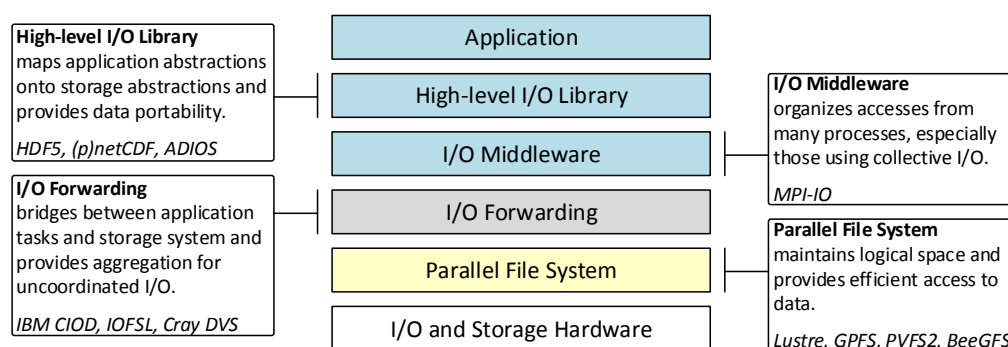 High-level I/O Library
maps application abstractions
onto storage abstractions and
provides data portability.
HDF5, (p)netCDF, ADIOS
I/O Forwarding
bridges between application
tasks and storage system and
provides aggregation for
uncoordinated I/O.
IBM CIOD, IOFSL, Cray DVS
Application
High-level I/O Library
I/O Middleware
I/O Forwarding
Parallel File System
I/O and Storage Hardware
I/O Middleware
organizes accesses from
many processes, especially
those using collective I/O.
MPI-IO
Parallel File System
maintains logical space and
provides efficient access to
data.
Lustre, GPFS, PVFS2, BeeGFS